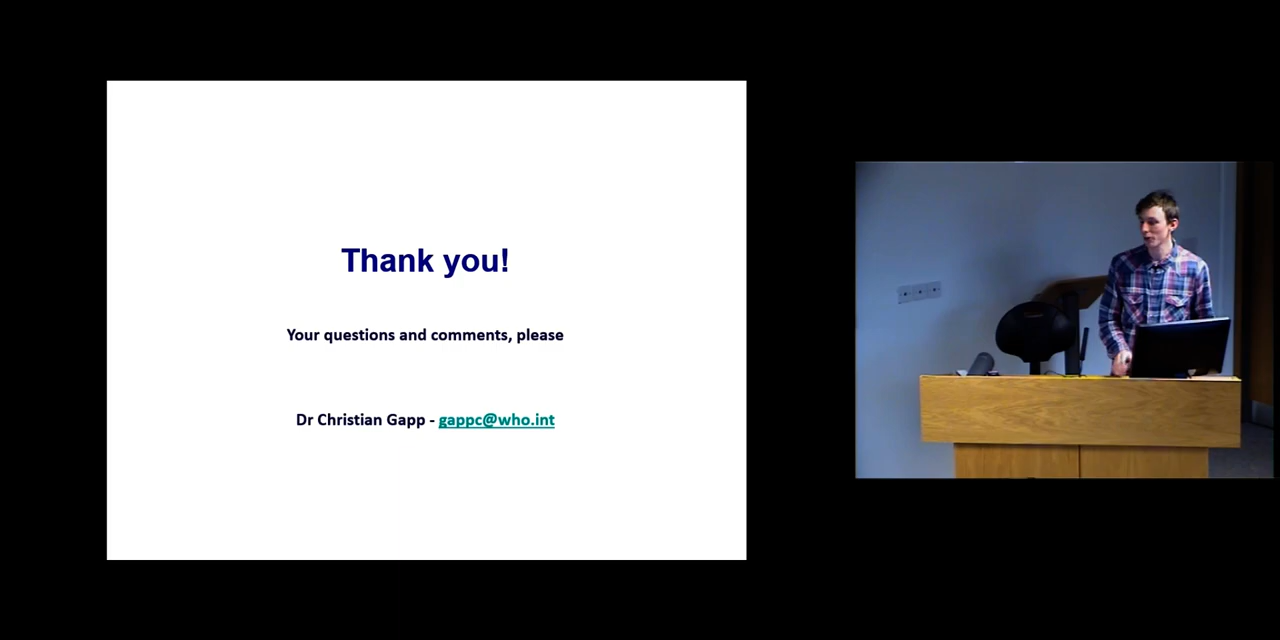 Thank you!
Your questions and comments, please
Dr Christian Gapp - gappc@who.int